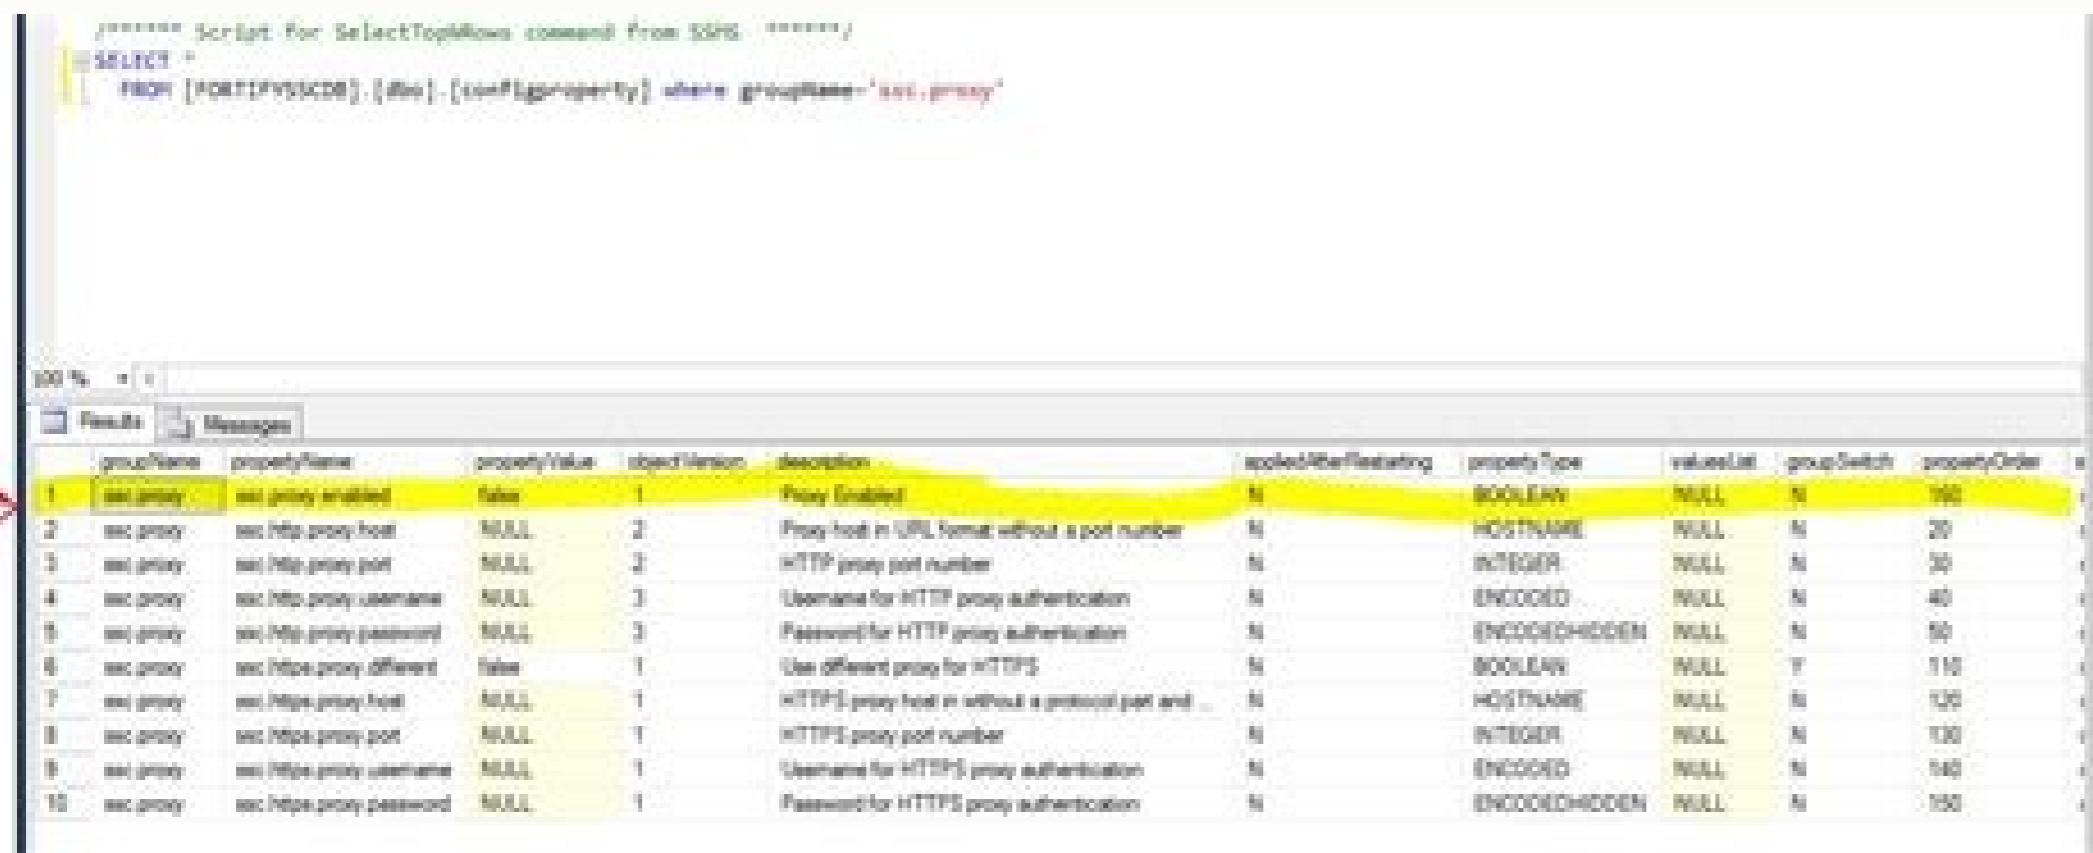 /****** Script for SelectTopNRows command from SSMS ******/
SELECT *
FROM [FORTIFYSSCDB].[dbo].[configproperty] where groupName='ssc.proxy'
100 %
Results Messages
groupName propertyName propertyValue objectVersion description appliedAfterRestarting propertyType valuesList groupSwitch propertyOrder
1 ssc.proxy ssc.proxy.enabled false 1 Proxy Enabled N BOOLEAN NULL N 160
2 ssc.proxy ssc.http.proxy.host NULL 2 Proxy host in URL format without a port number N HOSTNAME NULL N 20
3 ssc.proxy ssc.http.proxy.port NULL 2 HTTP proxy port number N INTEGER NULL N 30
4 ssc.proxy ssc.http.proxy.username NULL 3 Username for HTTP proxy authentication N ENCODED NULL N 40
5 ssc.proxy ssc.http.proxy.password NULL 3 Password for HTTP proxy authentication N ENCODEDHIDDEN NULL N 50
6 ssc.proxy ssc.https.proxy.different false 1 Use different proxy for HTTPS N BOOLEAN NULL Y 110
7 ssc.proxy ssc.https.proxy.host NULL 1 HTTPS proxy host in without a protocol part and ... N HOSTNAME NULL N 120
8 ssc.proxy ssc.https.proxy.port NULL 1 HTTPS proxy port number N INTEGER NULL N 130
9 ssc.proxy ssc.https.proxy.username NULL 1 Username for HTTPS proxy authentication N ENCODED NULL N 140
10 ssc.proxy ssc.https.proxy.password NULL 1 Password for HTTPS proxy authentication N ENCODEDHIDDEN NULL N 150